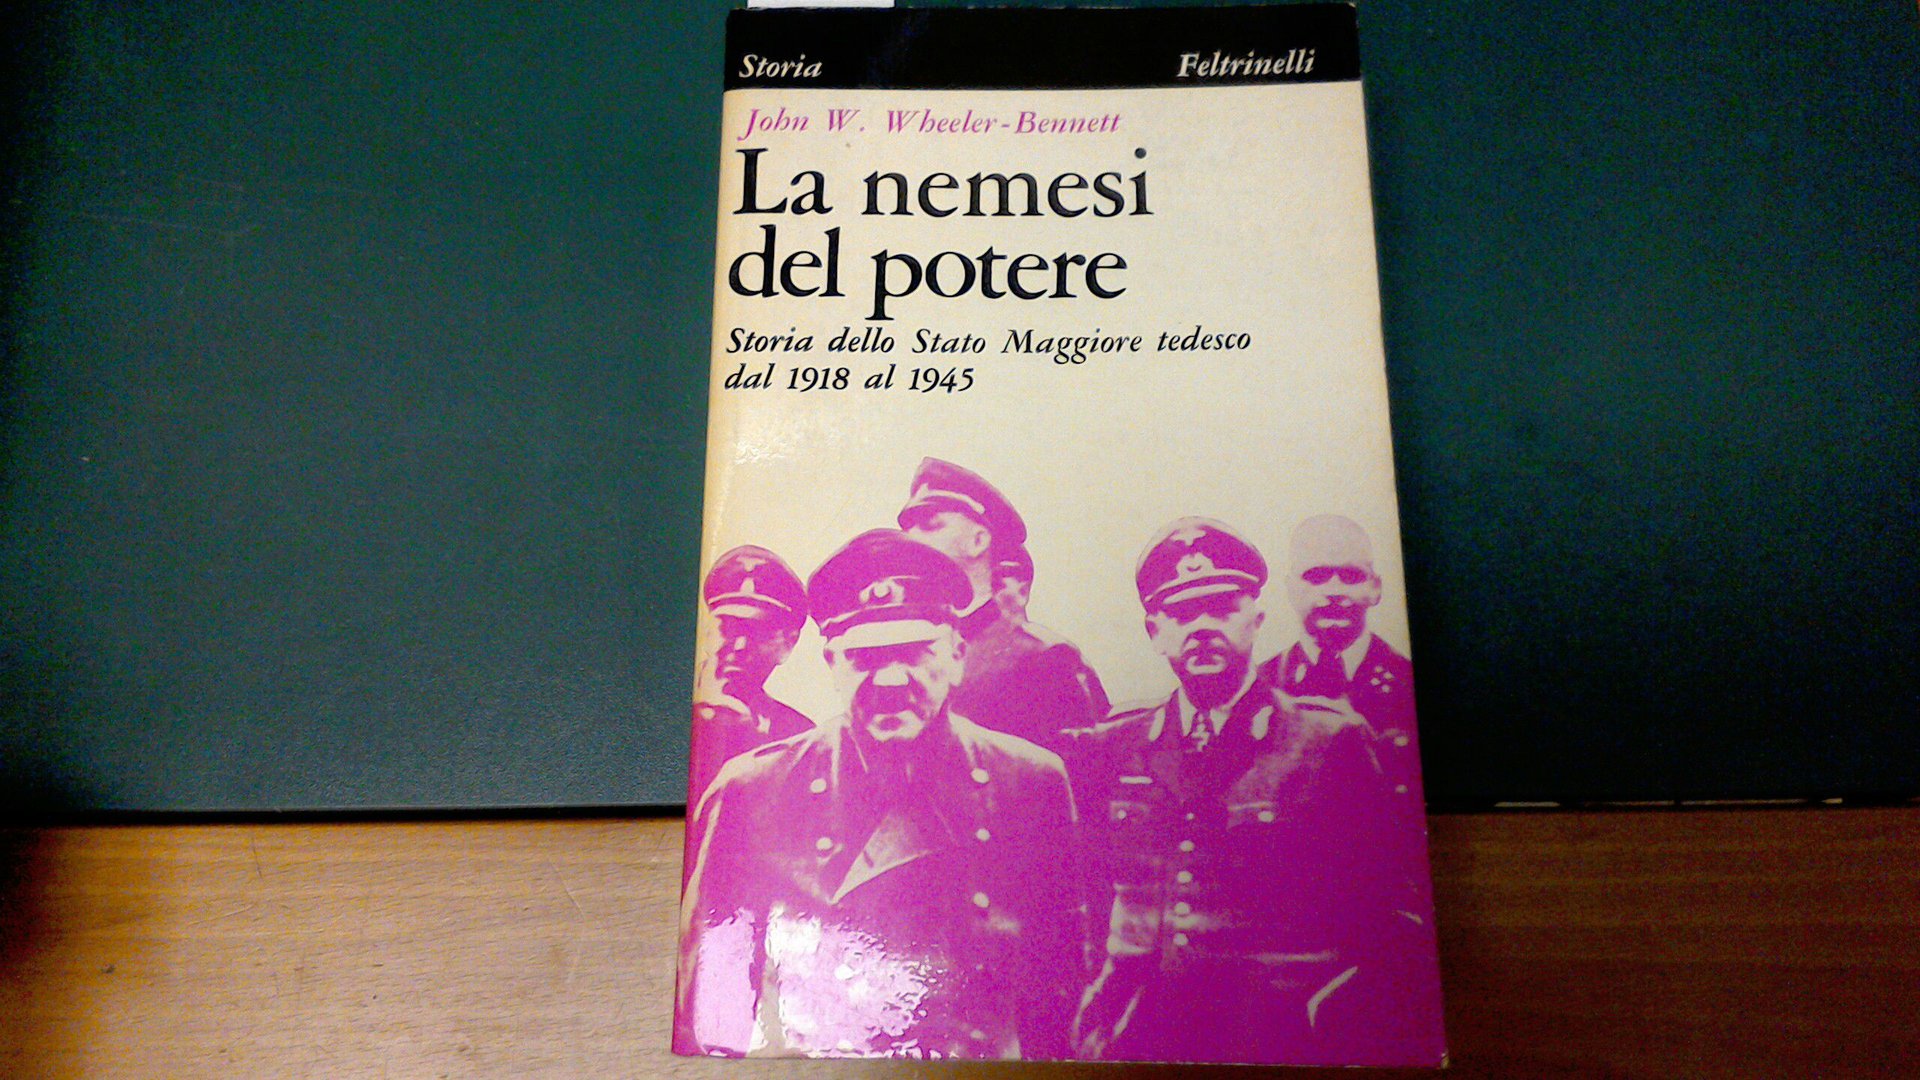 Storia Feltrinelli
John W. Wheeler-Bennett
La nemesi
del potere
Storia dello Stato Maggiore tedesco
dal 1918 al 1945